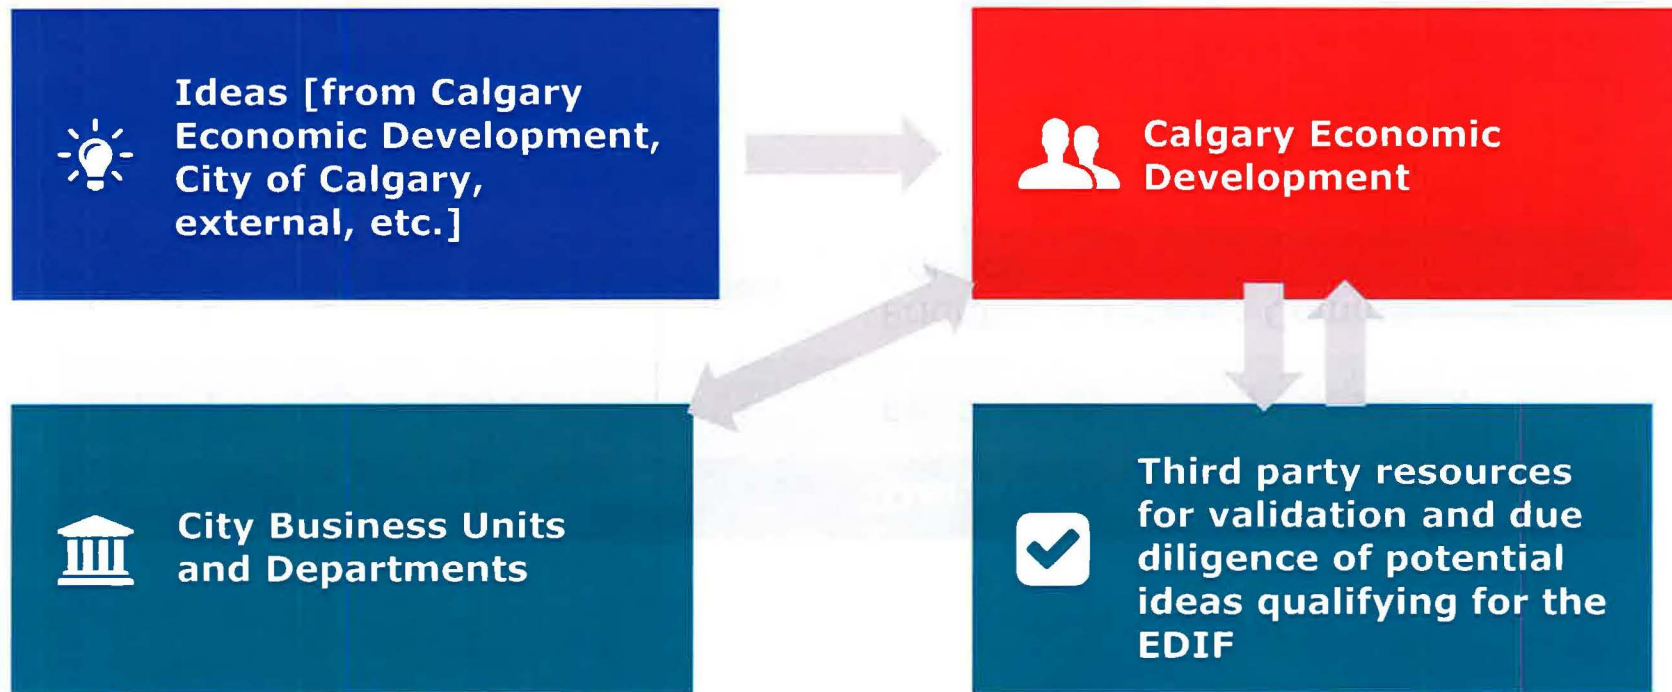 Ideas [from Calgary
Economic Development,
City of Calgary,
external, etc.]
Calgary Economic
Development
City Business Units
and Departments
Third party resources
for validation and due
diligence of potential
ideas qualifying for the
EDIF